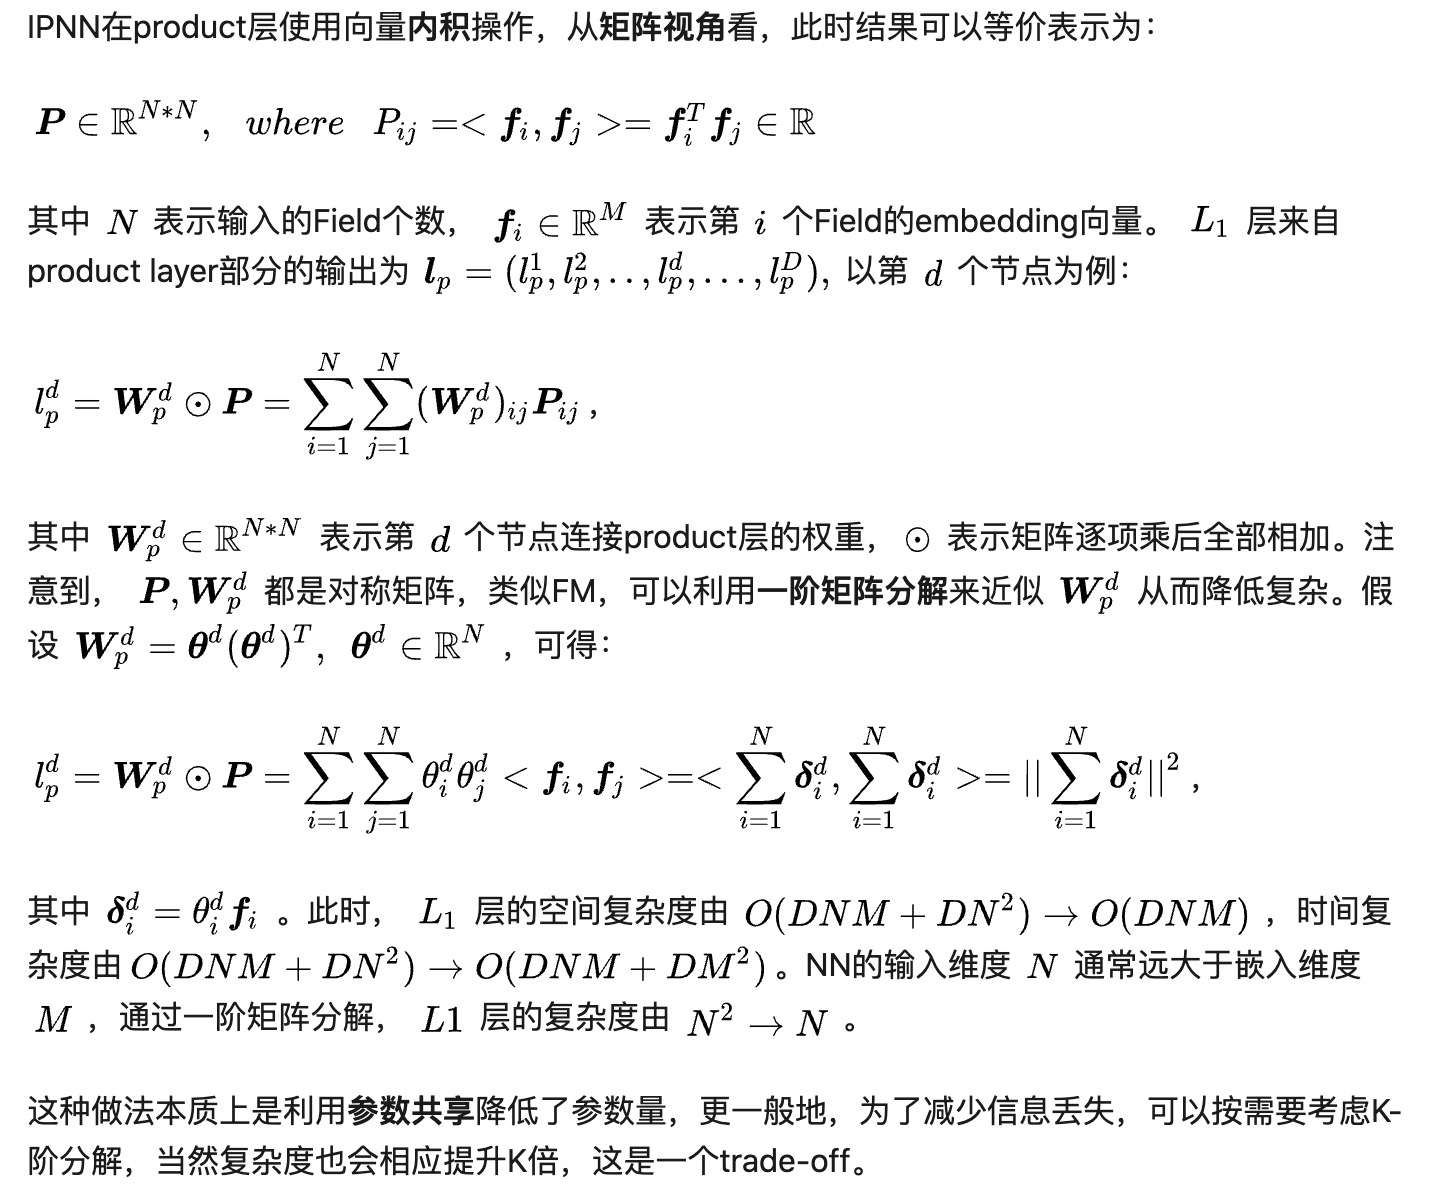 IPNN在product层使用向量内积操作，从矩阵视角看，此时结果可以等价表示为：
$\boldsymbol{P} \in \mathbb{R}^{N*N}, \ \ where \ \ P_{ij} =< \boldsymbol{f}_i, \boldsymbol{f}_j >= \boldsymbol{f}_i^T \boldsymbol{f}_j \in \mathbb{R}$
其中 $N$ 表示输入的Field个数， $\boldsymbol{f}_i \in \mathbb{R}^M$ 表示第 $i$ 个Field的embedding向量。 $L_1$ 层来自
product layer部分的输出为 $\boldsymbol{l}_p = (l_p^1, l_p^2, .., l_p^d, ..., l_p^D),$ 以第 $d$ 个节点为例：
$l_p^d = \boldsymbol{W}_p^d \odot \boldsymbol{P} = \sum_{i=1}^{N} \sum_{j=1}^{N} (\boldsymbol{W}_p^d)_{ij} \boldsymbol{P}_{ij}$ ，
其中 $\boldsymbol{W}_p^d \in \mathbb{R}^{N*N}$ 表示第 $d$ 个节点连接product层的权重， $\odot$ 表示矩阵逐项乘后全部相加。注
意到， $\boldsymbol{P}, \boldsymbol{W}_p^d$ 都是对称矩阵，类似FM，可以利用一阶矩阵分解来近似 $\boldsymbol{W}_p^d$ 从而降低复杂。假
设 $\boldsymbol{W}_p^d = \boldsymbol{\theta}^d (\boldsymbol{\theta}^d)^T, \ \boldsymbol{\theta}^d \in \mathbb{R}^N$ ，可得：
$l_p^d = \boldsymbol{W}_p^d \odot \boldsymbol{P} = \sum_{i=1}^{N} \sum_{j=1}^{N} \theta_i^d \theta_j^d < \boldsymbol{f}_i, \boldsymbol{f}_j >=< \sum_{i=1}^{N} \boldsymbol{\delta}_i^d, \sum_{i=1}^{N} \boldsymbol{\delta}_i^d >= || \sum_{i=1}^{N} \boldsymbol{\delta}_i^d ||^2$ ，
其中 $\boldsymbol{\delta}_i^d = \theta_i^d \boldsymbol{f}_i$ 。此时， $L_1$ 层的空间复杂度由 $O(DNM + DN^2) \rightarrow O(DNM)$ ，时间复
杂度由 $O(DNM + DN^2) \rightarrow O(DNM + DM^2)$ 。NN的输入维度 $N$ 通常远大于嵌入维度
$M$ ，通过一阶矩阵分解， $L1$ 层的复杂度由 $N^2 \rightarrow N$ 。
这种做法本质上是利用参数共享降低了参数量，更一般地，为了减少信息丢失，可以按需要考虑K-
阶分解，当然复杂度也会相应提升K倍，这是一个trade-off。